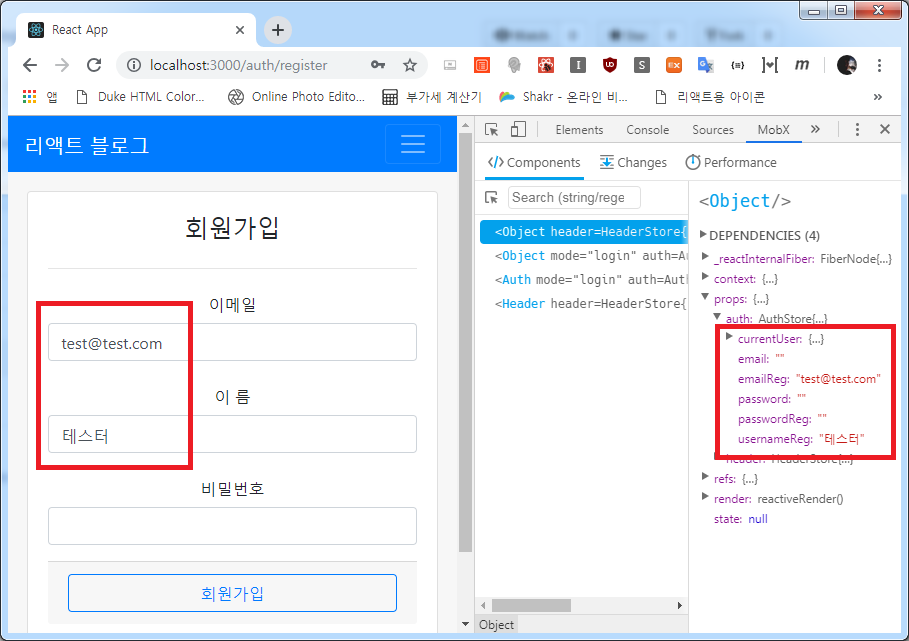 React App
localhost:3000/auth/register
앱 Duke HTML Color... Online Photo Edito... 부가세 계산기 Shakr - 온라인 비... 리액트용 아이콘 »
리액트 블로그
회원가입
이메일
test@test.com
이 름
테스터
비밀번호
회원가입
Elements Console Sources MobX »
Components Changes Performance
Search (string/rege
<Object header=HeaderStore{
<Object mode="login" auth=Au
<Auth mode="login" auth=Auth
<Header header=HeaderStore{
Object
<Object/>
DEPENDENCIES (4)
_reactInternalFiber: FiberNode{...}
context: {...}
props: {...}
auth: AuthStore{...}
currentUser: {...}
email: ""
emailReg: "test@test.com"
password: ""
passwordReg: ""
usernameReg: "테스터"
header: HeaderStore{...}
refs: {...}
render: reactiveRender()
state: null